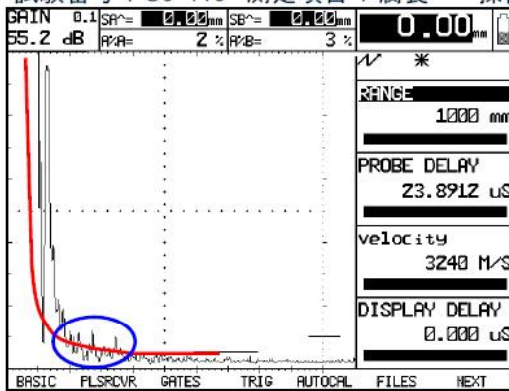 GAIN 0.1 SA^= 0.00mm SB^= 0.00mm 0.00mm
55.2 dB A%A= 2 % A%B= 3 %
RANGE
1000 mm
PROBE DELAY
23.8912 uS
velocity
3240 M/S
DISPLAY DELAY
0.000 uS
BASIC PLSRCVR GATES TRIG AUTOCAL FILES NEXT